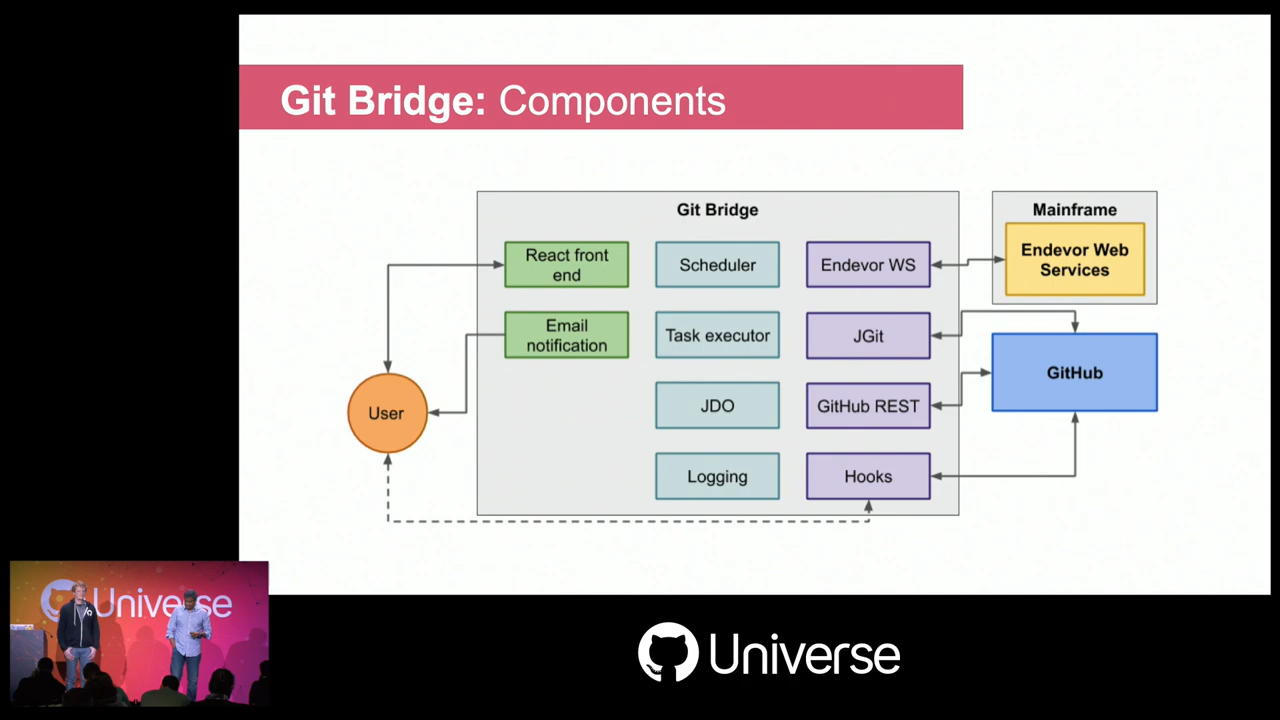 Git Bridge: Components
Git Bridge
Mainframe
React front
end
Scheduler
Endevor WS
Endevor Web
Services
Email
notification
Task executor
JGit
GitHub
User
JDO
GitHub REST
Logging
Hooks
Universe
Universe